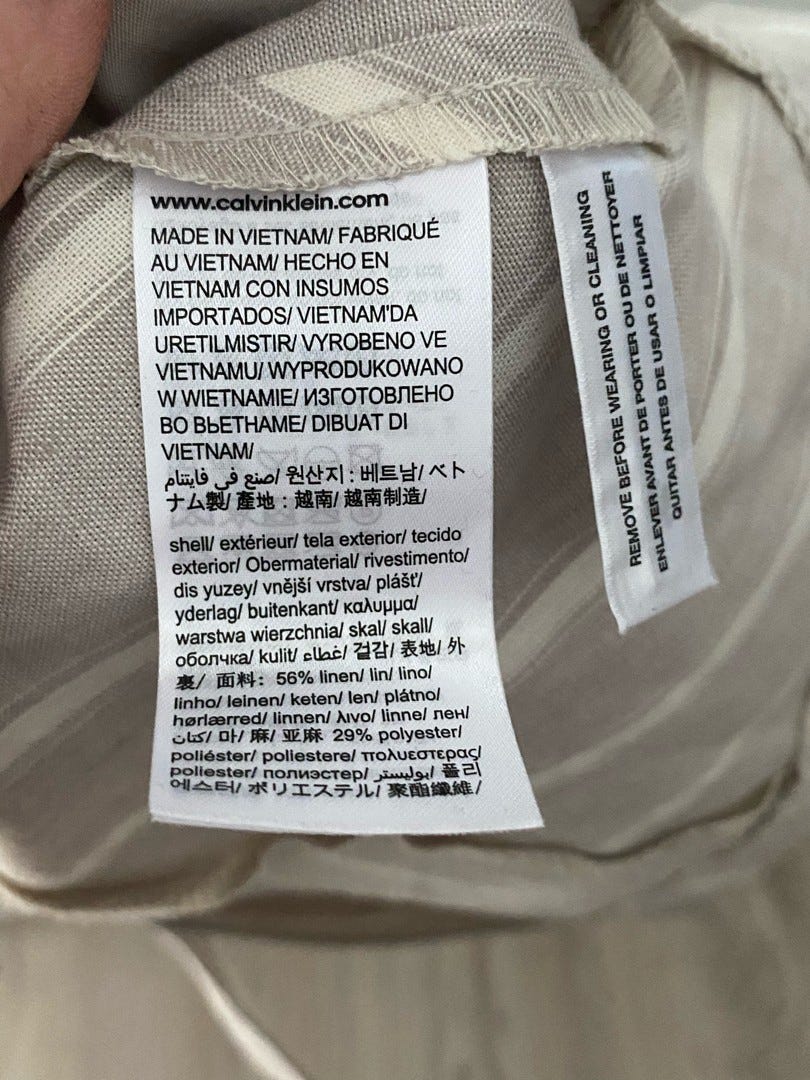 www.calvinklein.com
MADE IN VIETNAM/ FABRIQUÉ
AU VIETNAM/ HECHO EN
VIETNAM CON INSUMOS
IMPORTADOS/ VIETNAM'DA
URETILMISTIR/ VYROBENO VE
VIETNAMU/ WYPRODUKOWANO
W WIETNAMIE/ ИЗГОТОВЛЕНО
ВО ВЬЕТНАМЕ/ DIBUAT DI
VIETNAM/
صنع في فايتنام/ 원산지 : 베트남/ ベト
ナム製/ 產地 : 越南/ 越南制造/
shell/ extérieur/ tela exterior/ tecido
exterior/ Obermaterial/ rivestimento/
dis yuzey/ vnější vrstva/ plášť/
yderlag/ buitenkant/ καλυμμα/
warstwa wierzchnia/ skal/ skall/
оболчка/ kulit/ غطاء/ 겉감/ 表地/ 外
裏/ 面料: 56% linen/ lin/ lino/
linho/ leinen/ keten/ len/ plátno/
hørlærred/ linnen/ λινο/ linne/ лен/
كتان/ 마/ 麻/ 亚麻 29% polyester/
poliéster/ poliestere/ πολυεστερας/
poliester/ полиэстер/ بوليستر/ 폴리
에스터/ ポリエステル/ 聚酯纖維/
REMOVE BEFORE WEARING OR CLEANING
ENLEVER AVANT DE PORTER OU DE NETTOYER
QUITAR ANTES DE USAR O LIMPIAR